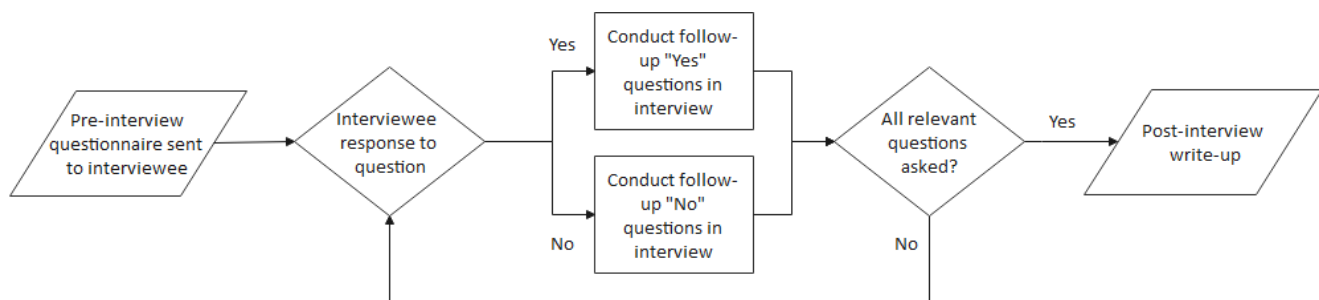 Pre-interview
questionnaire sent
to interviewee
Interviewee
response to
question
Yes
Conduct follow-
up "Yes"
questions in
interview
No
Conduct follow-
up "No"
questions in
interview
All relevant
questions
asked?
Yes
Post-interview
write-up
No